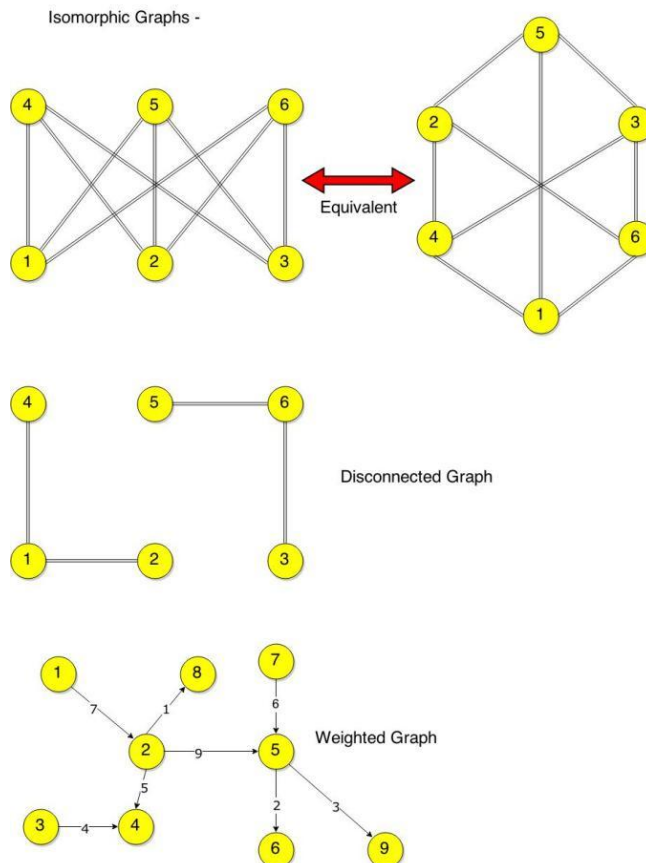 Isomorphic Graphs -
4 5 6
1 2 3
Equivalent
5
2 3
4 6
1
4 5 6
1 2 3
Disconnected Graph
1 8 7
7 1 6
2 9 5
Weighted Graph
5 2 3
3 4 4
6 9